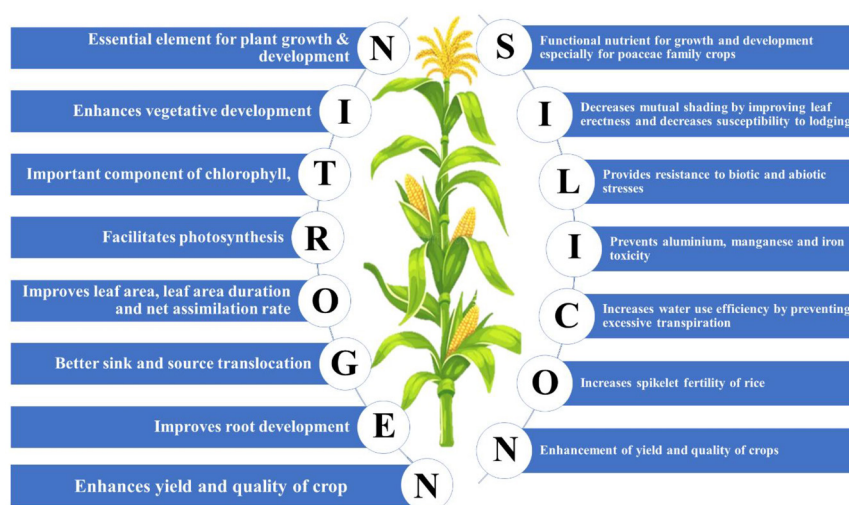 Essential element for plant growth &
development
N
Enhances vegetative development
I
Important component of chlorophyll,
T
Facilitates photosynthesis
R
Improves leaf area, leaf area duration
and net assimilation rate
O
Better sink and source translocation
G
Improves root development
E
Enhances yield and quality of crop
N
S
Functional nutrient for growth and development
especially for poaceae family crops
I
Decreases mutual shading by improving leaf
erectness and decreases susceptibility to lodging
L
Provides resistance to biotic and abiotic
stresses
I
Prevents aluminium, manganese and iron
toxicity
C
Increases water use efficiency by preventing
excessive transpiration
O
Increases spikelet fertility of rice
N
Enhancement of yield and quality of crops